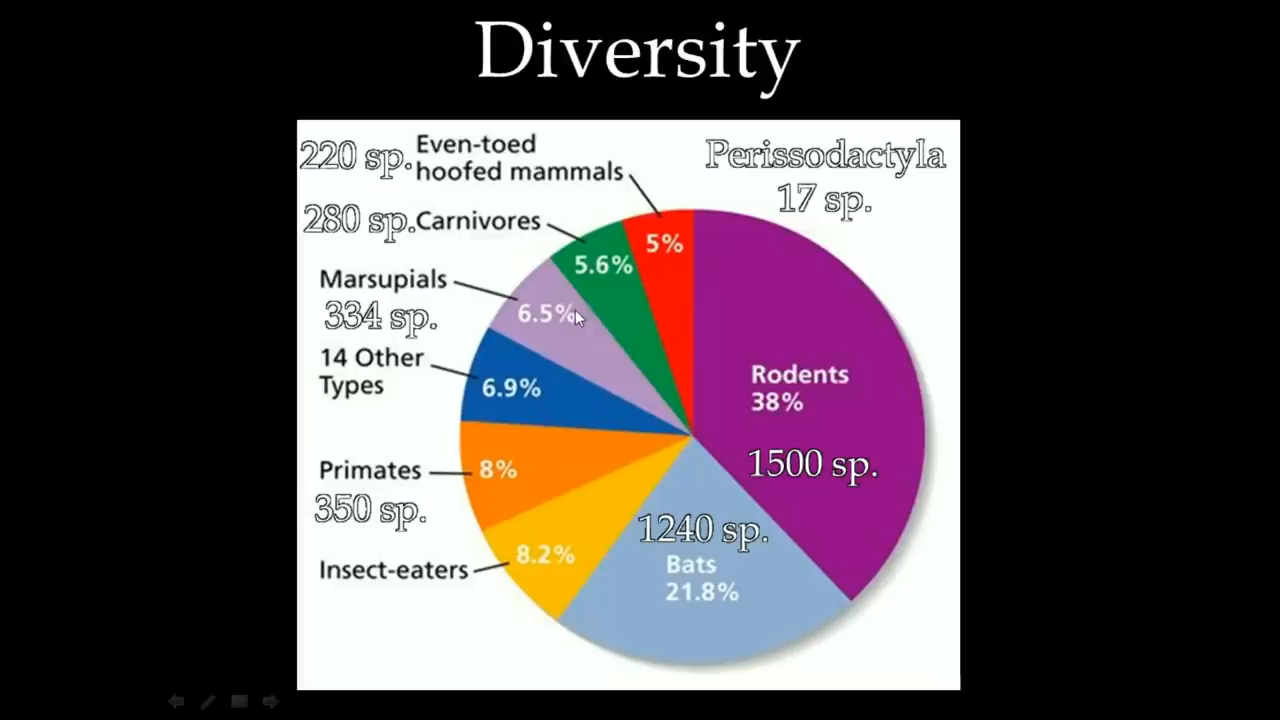 Diversity
220 sp.
Even-toed
hoofed mammals
Perissodactyla
17 sp.
280 sp.
Carnivores
5%
5.6%
Marsupials
334 sp.
6.5%
14 Other
Types
6.9%
Rodents
38%
1500 sp.
Primates
350 sp.
8%
1240 sp.
Bats
21.8%
Insect-eaters
8.2%